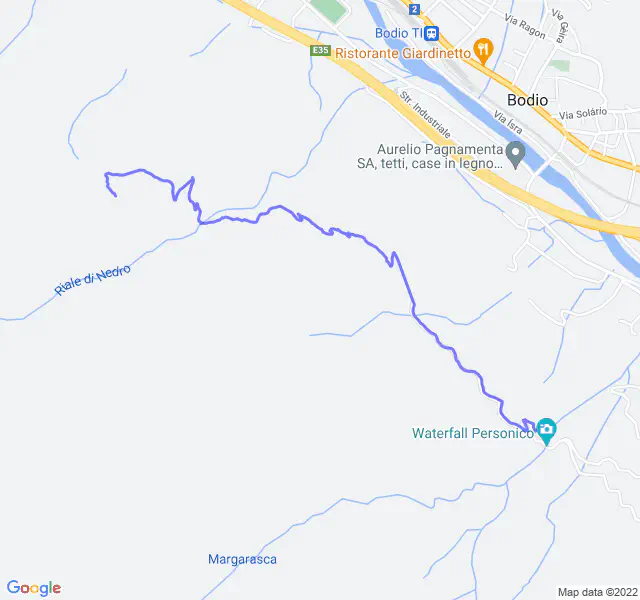 2
Via Ragon
Via Géira
Bodio TI
E35
Ristorante Giardinetto
Str. Industriale
Bodio
Via Solário
Via Isra
Aurelio Pagnamenta
SA, tetti, case in legno...
Riale di Nedro
Waterfall Personico
Margarasca
Google
Map data ©2022